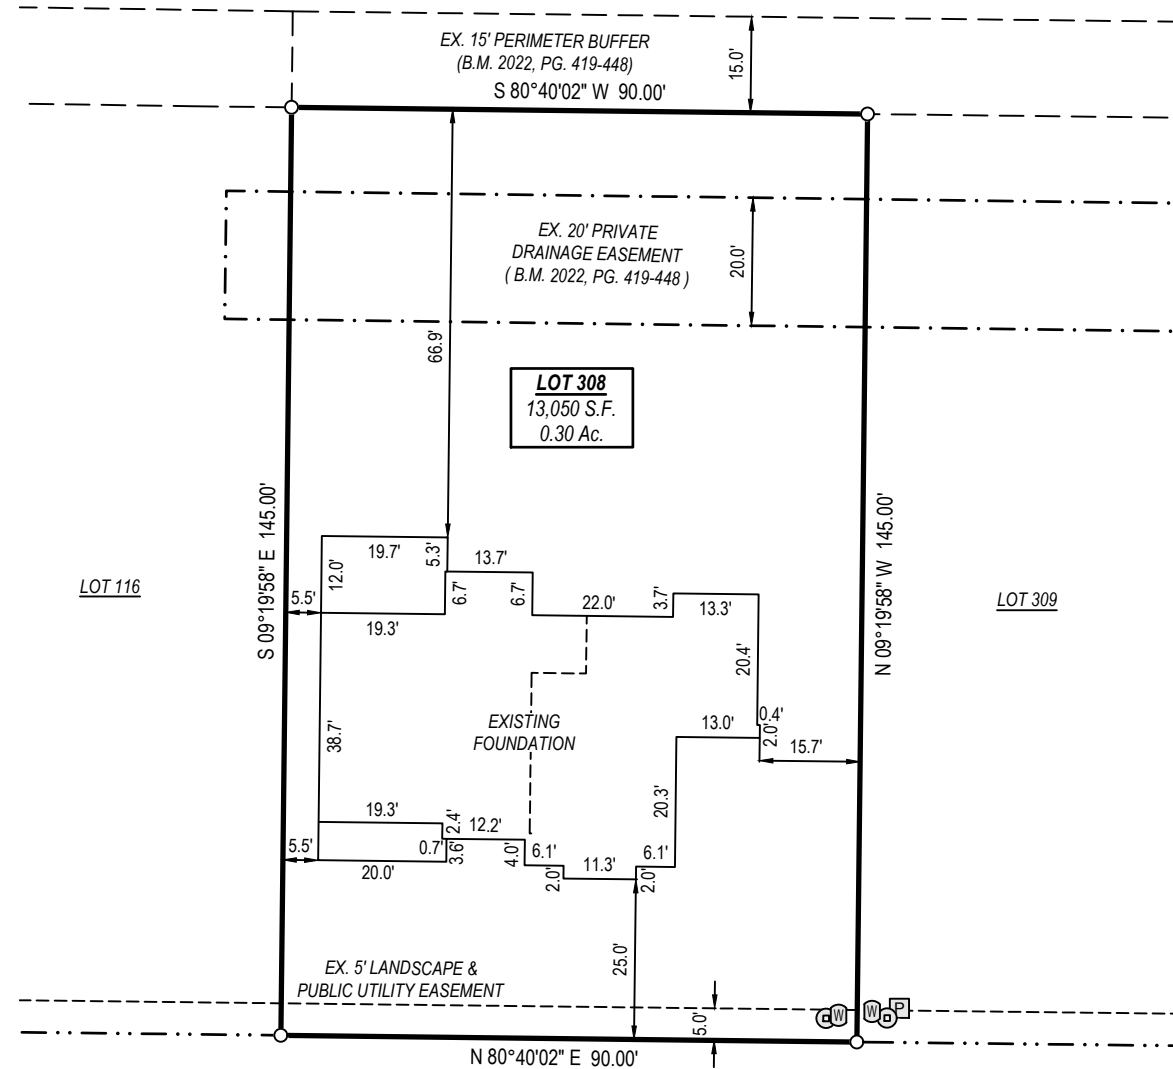 EX. 15' PERIMETER BUFFER
(B.M. 2022, PG. 419-448)
15.0'
S 80°40'02" W 90.00'
EX. 20' PRIVATE
DRAINAGE EASEMENT
( B.M. 2022, PG. 419-448 )
20.0'
66.9'
LOT 308
13,050 S.F.
0.30 Ac.
S 09°19'58" E 145.00'
N 09°19'58" W 145.00'
LOT 116
LOT 309
19.7'
5.3'
13.7'
12.0'
6.7'
6.7'
5.5'
22.0'
3.7'
13.3'
19.3'
20.4'
EXISTING
FOUNDATION
38.7'
13.0'
0.4'
2.0'
15.7'
20.3'
19.3'
2.4'
12.2'
5.5'
0.7'
3.6'
4.0'
6.1'
6.1'
20.0'
2.0'
11.3'
2.0'
25.0'
EX. 5' LANDSCAPE &
PUBLIC UTILITY EASEMENT
5.0'
W
W
P
N 80°40'02" E 90.00'